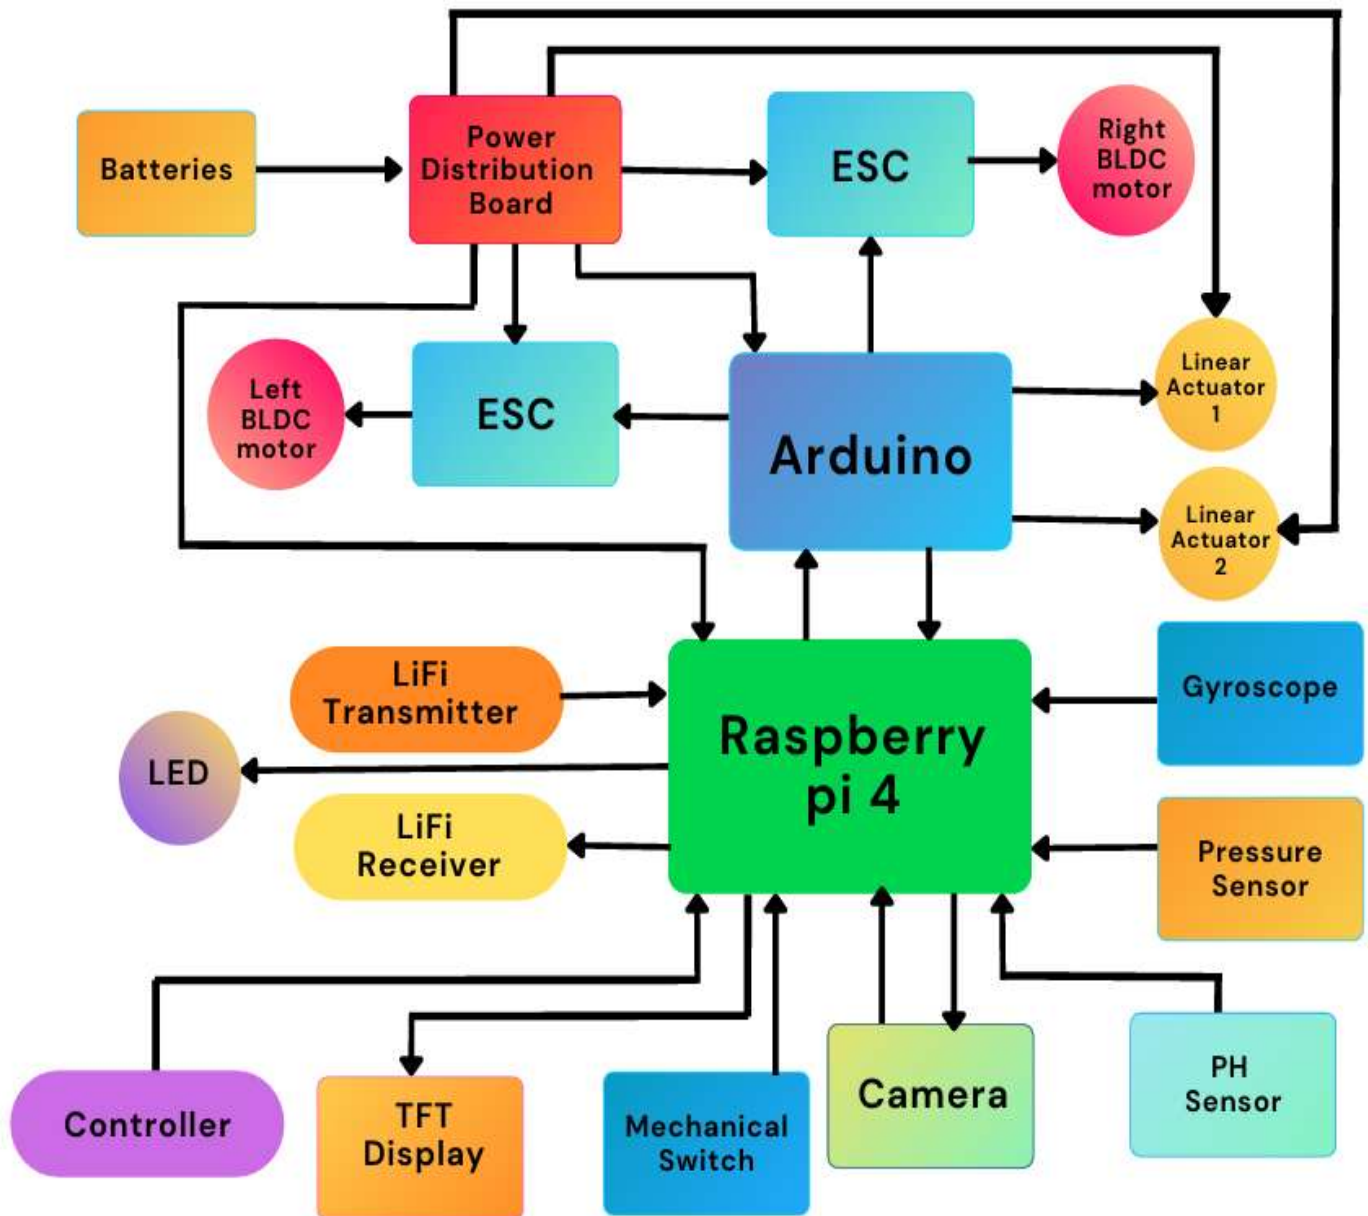 Batteries
Power
Distribution
Board
ESC
Right
BLDC
motor
Left
BLDC
motor
ESC
Arduino
Linear
Actuator
1
Linear
Actuator
2
LiFi
Transmitter
LED
LiFi
Receiver
Raspberry
pi 4
Gyroscope
Pressure
Sensor
Controller
TFT
Display
Mechanical
Switch
Camera
PH
Sensor